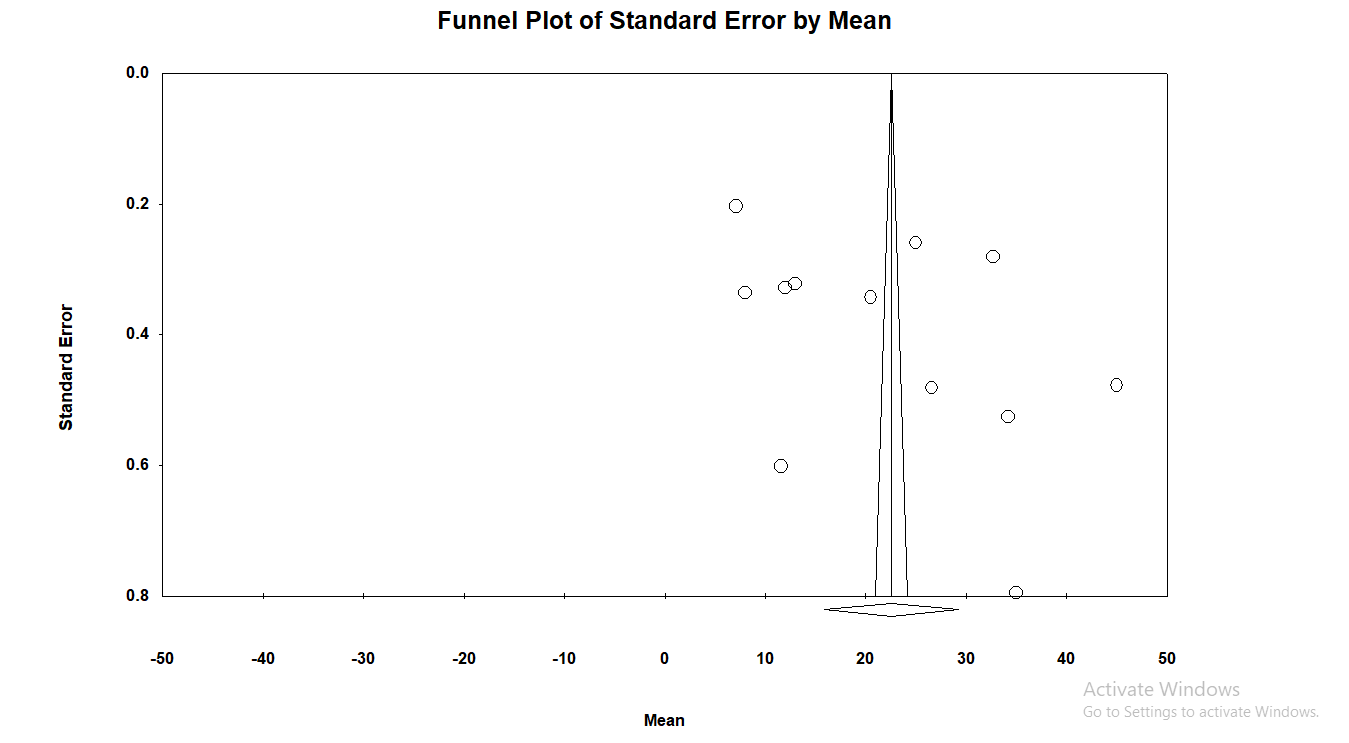 Funnel Plot of Standard Error by Mean
0.0
0.2
0.4
0.6
0.8
Standard Error
-50 -40 -30 -20 -10 0 10 20 30 40 50
Mean
Activate Windows
Go to Settings to activate Windows.